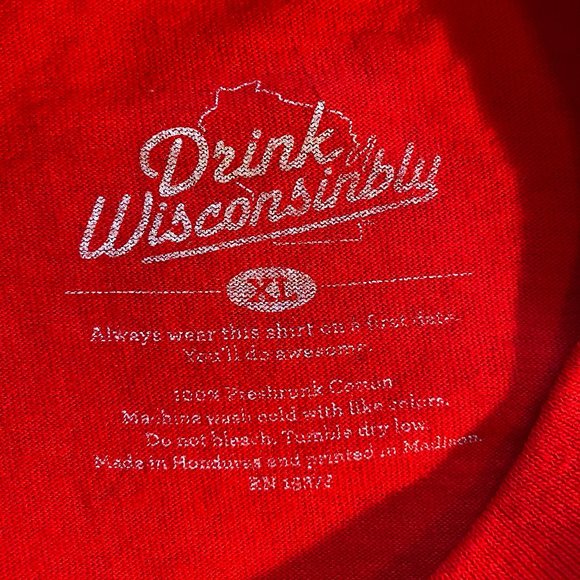 Drink
Wisconsinbly
XL
Always wear this shirt on a first date.
You'll do awesome.
100% Preshrunk Cotton
Machine wash cold with like colors.
Do not bleach. Tumble dry low.
Made in Honduras and printed in Madison.
RN